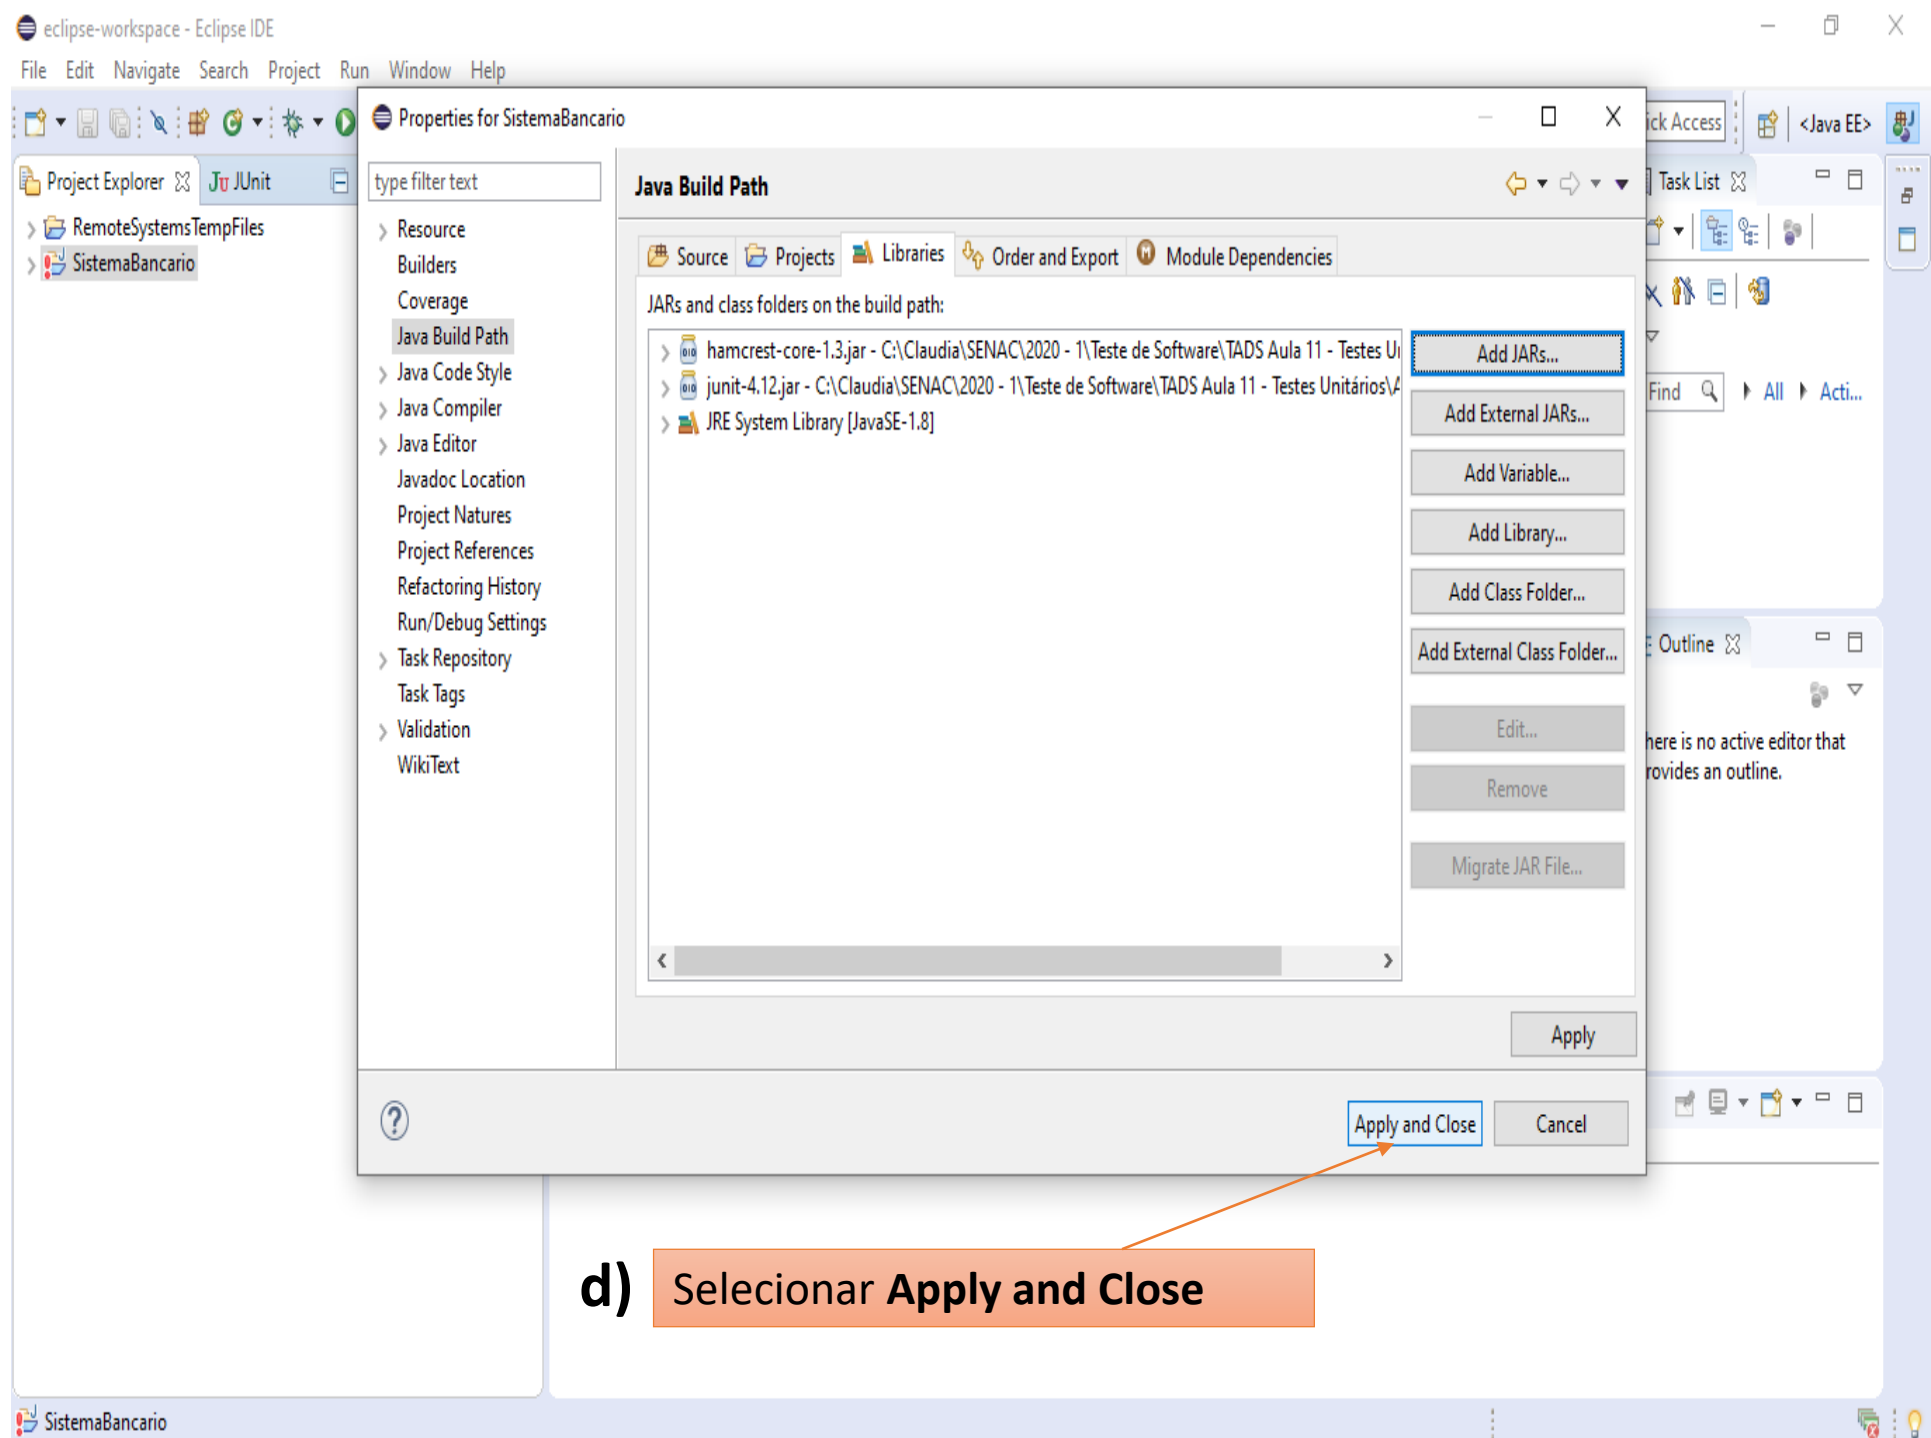 eclipse-workspace - Eclipse IDE
File Edit Navigate Search Project Run Window Help
Properties for SistemaBancario
ick Access
<Java EE>
Project Explorer
JUnit
type filter text
Java Build Path
Task List
RemoteSystemsTempFiles
SistemaBancario
Resource
Builders
Coverage
Java Build Path
Java Code Style
Java Compiler
Java Editor
Javadoc Location
Project Natures
Project References
Refactoring History
Run/Debug Settings
Task Repository
Task Tags
Validation
WikiText
Source Projects Libraries Order and Export Module Dependencies
JARs and class folders on the build path:
hamcrest-core-1.3.jar - C:\Claudia\SENAC\2020 - 1\Teste de Software\TADS Aula 11 - Testes Ui
junit-4.12.jar - C:\Claudia\SENAC\2020 - 1\Teste de Software\TADS Aula 11 - Testes Unitários\A
JRE System Library [JavaSE-1.8]
Add JARs...
Add External JARs...
Add Variable...
Add Library...
Add Class Folder...
Add External Class Folder...
Edit...
Remove
Migrate JAR File...
Find All Acti...
Outline
here is no active editor that
rovides an outline.
Apply
Apply and Close
Cancel
d) Selecionar Apply and Close
SistemaBancario